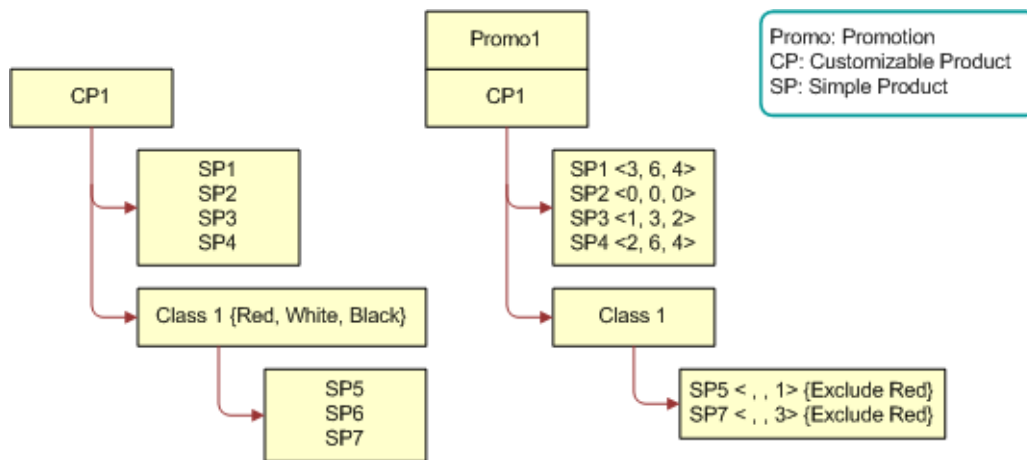 CP1
SP1
SP2
SP3
SP4
Class 1 {Red, White, Black}
SP5
SP6
SP7
Promo1
CP1
SP1 <3, 6, 4>
SP2 <0, 0, 0>
SP3 <1, 3, 2>
SP4 <2, 6, 4>
Class 1
SP5 < , , 1> {Exclude Red}
SP7 < , , 3> {Exclude Red}
Promo: Promotion
CP: Customizable Product
SP: Simple Product